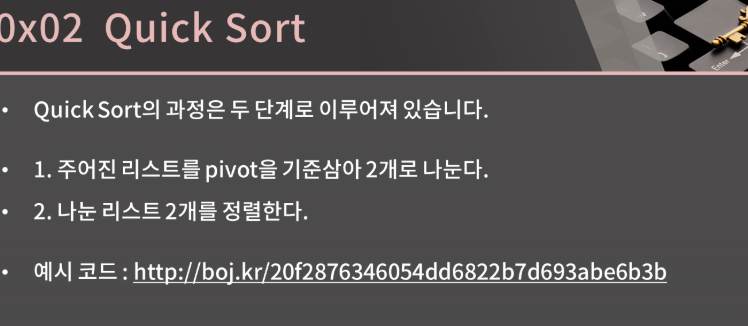 0x02 Quick Sort
• Quick Sort의 과정은 두 단계로 이루어져 있습니다.
• 1. 주어진 리스트를 pivot을 기준삼아 2개로 나눈다.
• 2. 나눈 리스트 2개를 정렬한다.
• 예시 코드 : http://boj.kr/20f2876346054dd6822b7d693abe6b3b
Enter